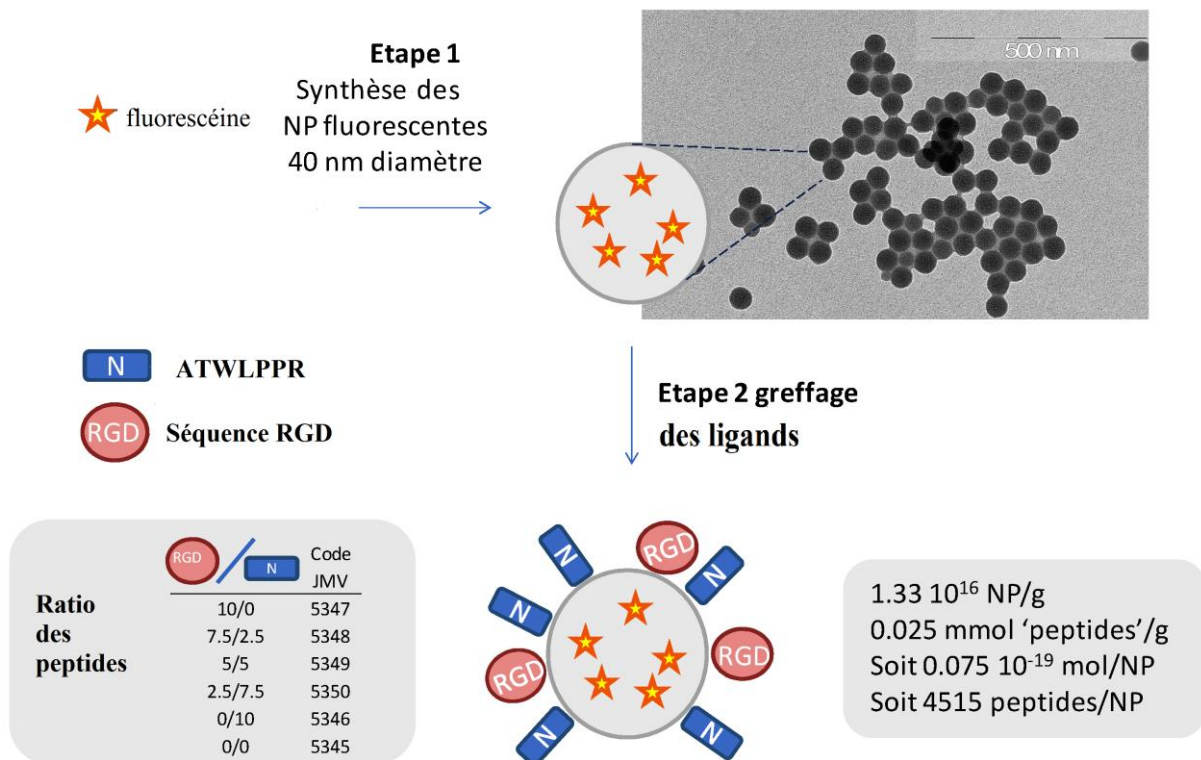 Etape 1
Synthèse des
NP fluorescentes
40 nm diamètre
fluorescéine
500 nm
N
ATWLPPR
RGD
Séquence RGD
Etape 2 greffage
des ligands
Ratio
des
peptides
RGD / N Code
JMV
10/0 5347
7.5/2.5 5348
5/5 5349
2.5/7.5 5350
0/10 5346
0/0 5345
N
RGD
N
N
RGD
RGD
N
N
1.33 10¹⁶ NP/g
0.025 mmol ‘peptides’/g
Soit 0.075 10⁻¹⁹ mol/NP
Soit 4515 peptides/NP